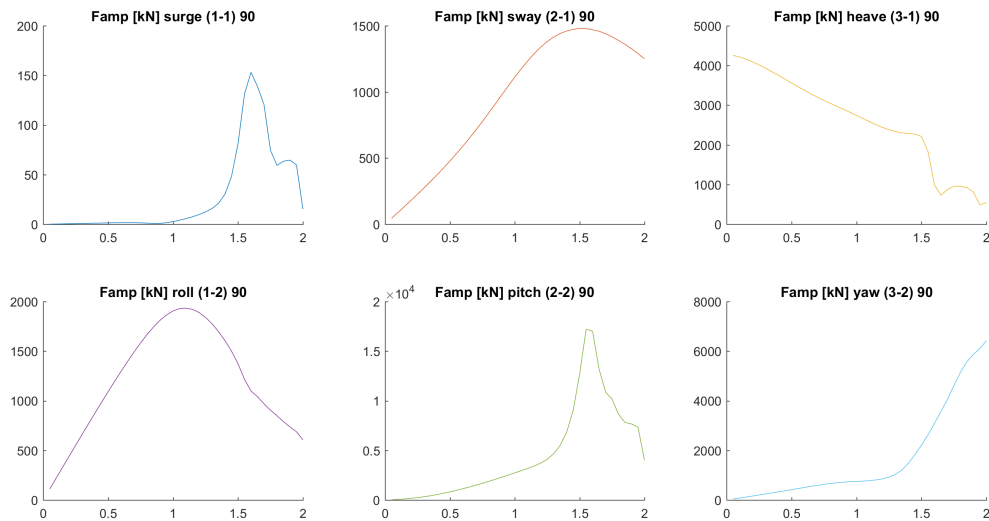 Famp [kN] surge (1-1) 90
200
150
100
50
0
0 0.5 1 1.5 2
Famp [kN] sway (2-1) 90
1500
1000
500
0
0 0.5 1 1.5 2
Famp [kN] heave (3-1) 90
5000
4000
3000
2000
1000
0
0 0.5 1 1.5 2
Famp [kN] roll (1-2) 90
2000
1500
1000
500
0
0 0.5 1 1.5 2
×10⁴ Famp [kN] pitch (2-2) 90
2
1.5
1
0.5
0
0 0.5 1 1.5 2
Famp [kN] yaw (3-2) 90
8000
6000
4000
2000
0
0 0.5 1 1.5 2